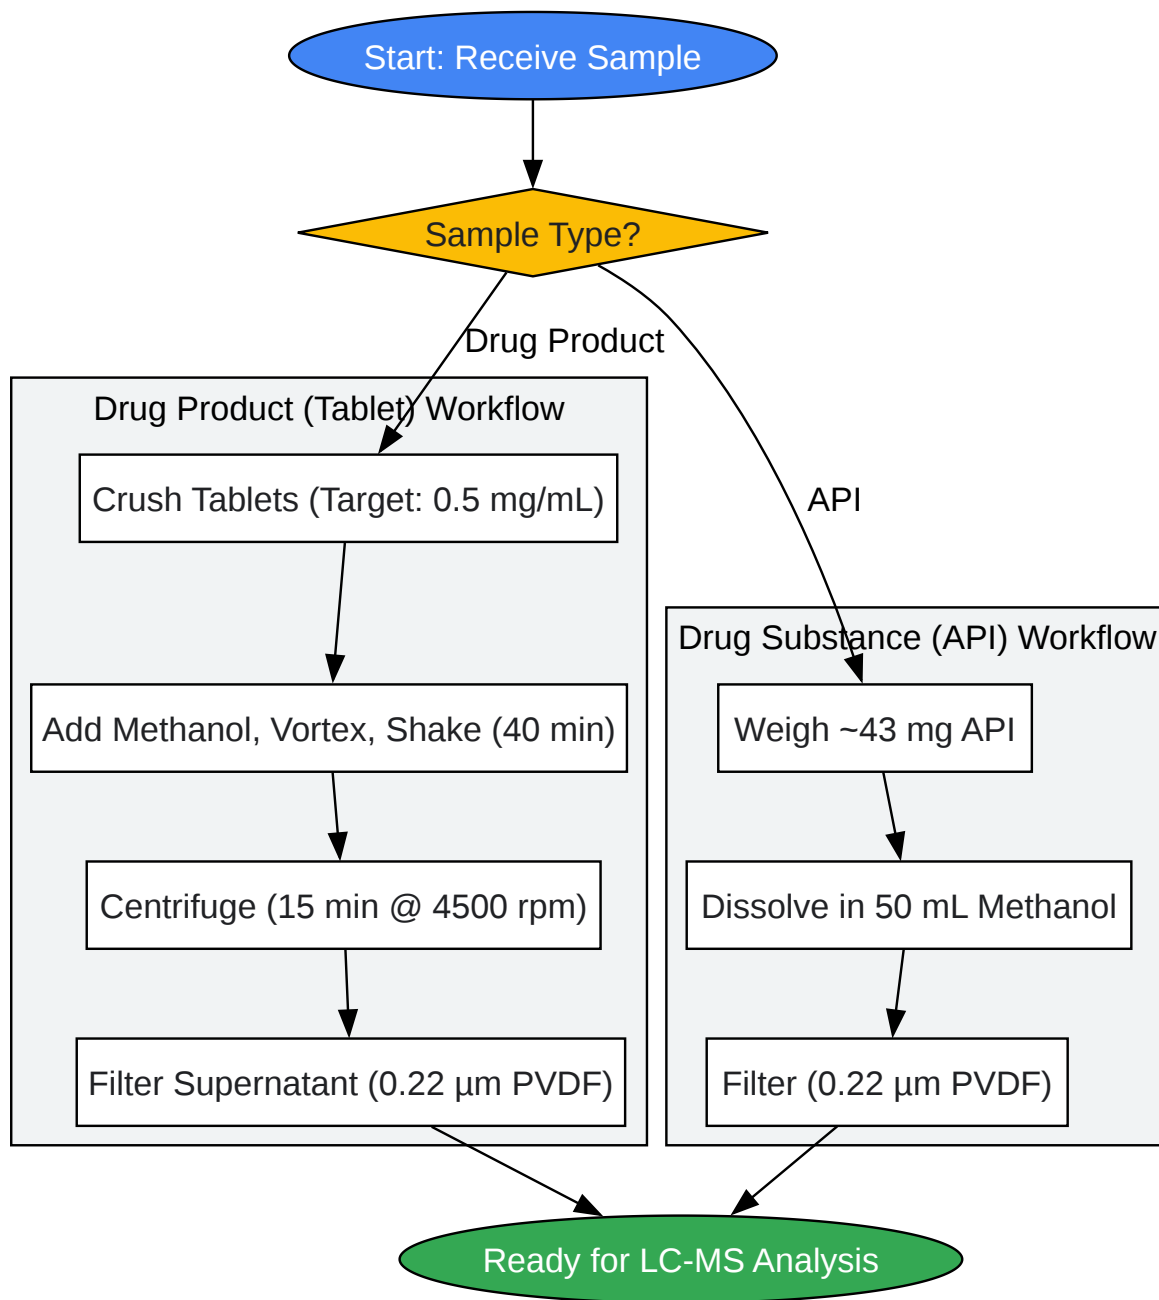 Start: Receive Sample
Sample Type?
Drug Product
Drug Product (Tablet) Workflow
Crush Tablets (Target: 0.5 mg/mL)
Add Methanol, Vortex, Shake (40 min)
Centrifuge (15 min @ 4500 rpm)
Filter Supernatant (0.22 µm PVDF)
API
Drug Substance (API) Workflow
Weigh ~43 mg API
Dissolve in 50 mL Methanol
Filter (0.22 µm PVDF)
Ready for LC-MS Analysis